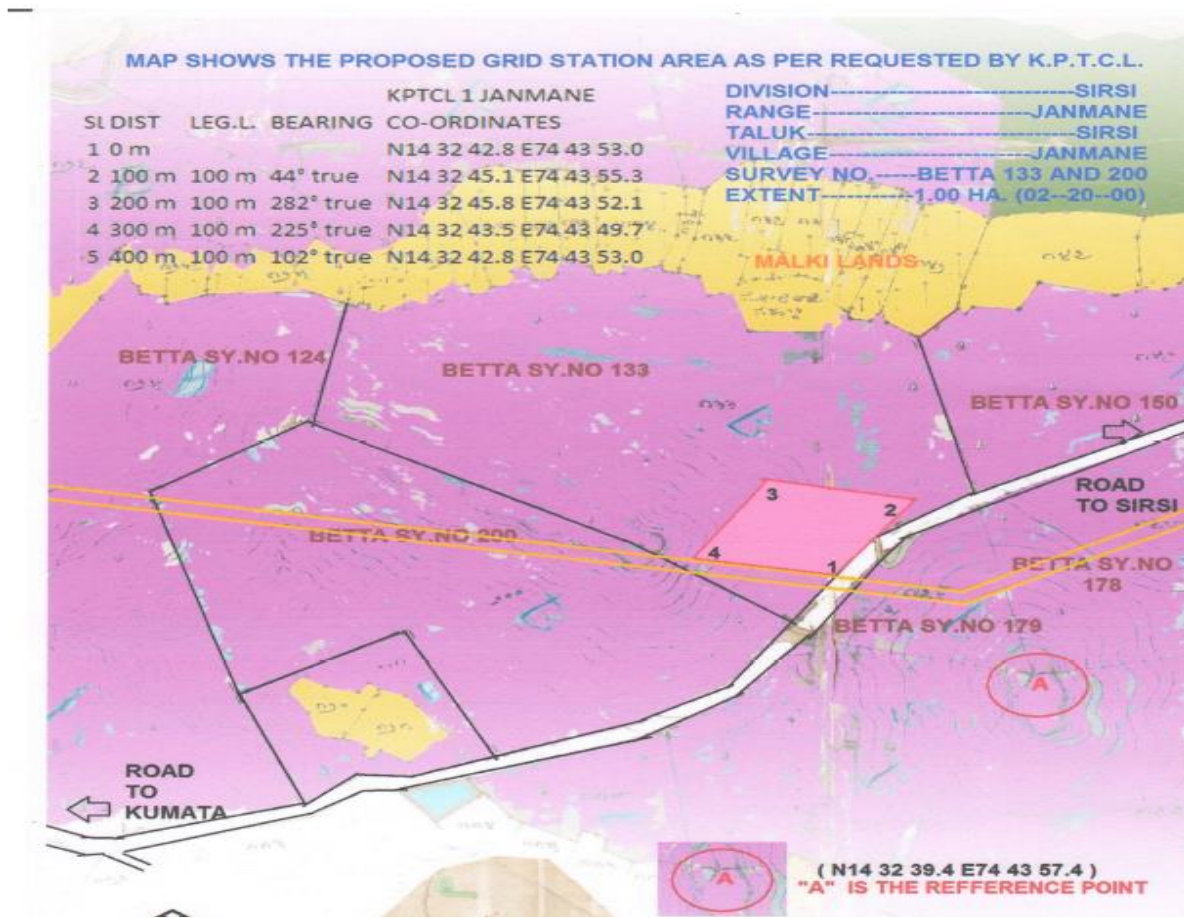 MAP SHOWS THE PROPOSED GRID STATION AREA AS PER REQUESTED BY K.P.T.C.L.
KPTCL 1 JANMANE
SL DIST LEG.L. BEARING CO-ORDINATES
1 0 m N14 32 42.8 E74 43 53.0
2 100 m 100 m 44° true N14 32 45.1 E74 43 55.3
3 200 m 100 m 282° true N14 32 45.8 E74 43 52.1
4 300 m 100 m 225° true N14 32 43.5 E74 43 49.7
5 400 m 100 m 102° true N14 32 42.8 E74 43 53.0
DIVISION------------------------------SIRSI
RANGE------------------------JANMANE
TALUK------------------------------------SIRSI
VILLAGE-----------------------JANMANE
SURVEY NO.-----BETTA 133 AND 200
EXTENT-----------1.00 HA. (02--20--00)
MALKI LANDS
BETTA SY.NO 124
BETTA SY.NO 133
BETTA SY.NO 150
ROAD
TO SIRSI
3
2
BETTA SY.NO 200
4
1
BETTA SY.NO
178
BETTA SY.NO 179
A
ROAD
TO
KUMATA
A
( N14 32 39.4 E74 43 57.4 )
"A" IS THE REFFERENCE POINT